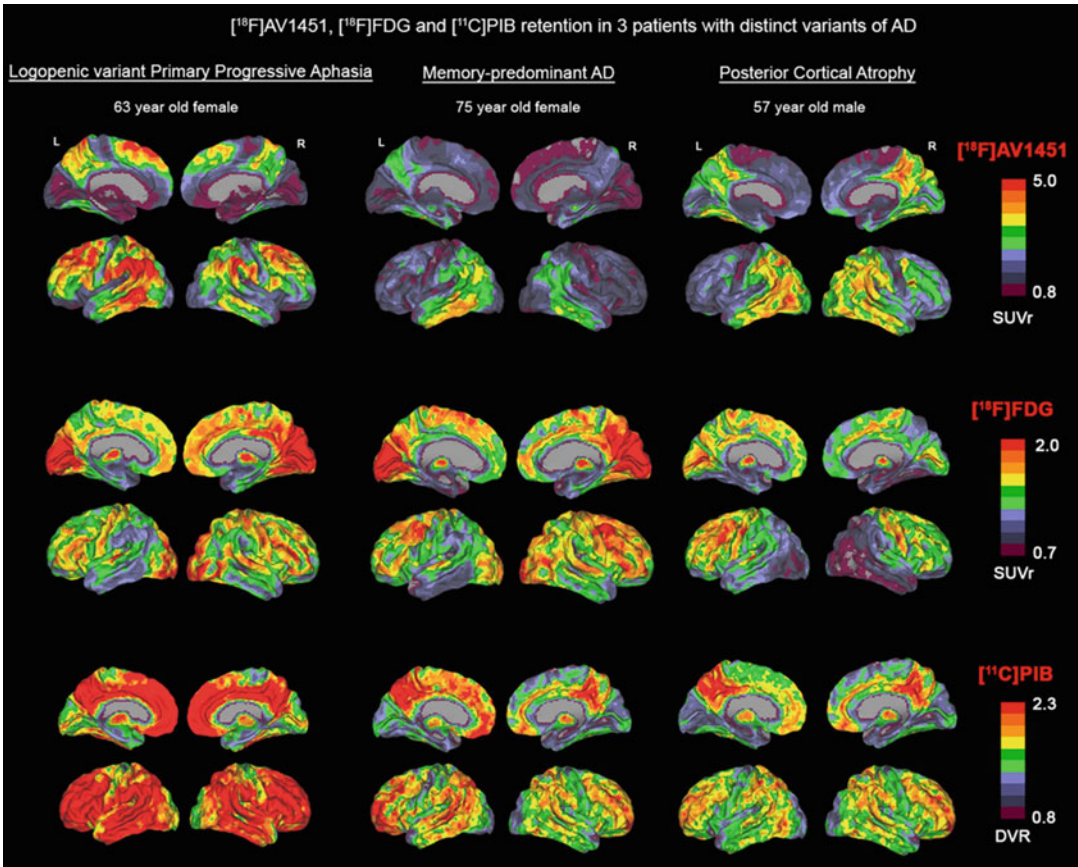 [¹⁸F]AV1451, [¹⁸F]FDG and [¹¹C]PIB retention in 3 patients with distinct variants of AD
Logopenic variant Primary Progressive Aphasia
Memory-predominant AD
Posterior Cortical Atrophy
63 year old female
75 year old female
57 year old male
L
R
L
R
L
R
[¹⁸F]AV1451
5.0
0.8
SUVr
[¹⁸F]FDG
2.0
0.7
SUVr
[¹¹C]PIB
2.3
0.8
DVR